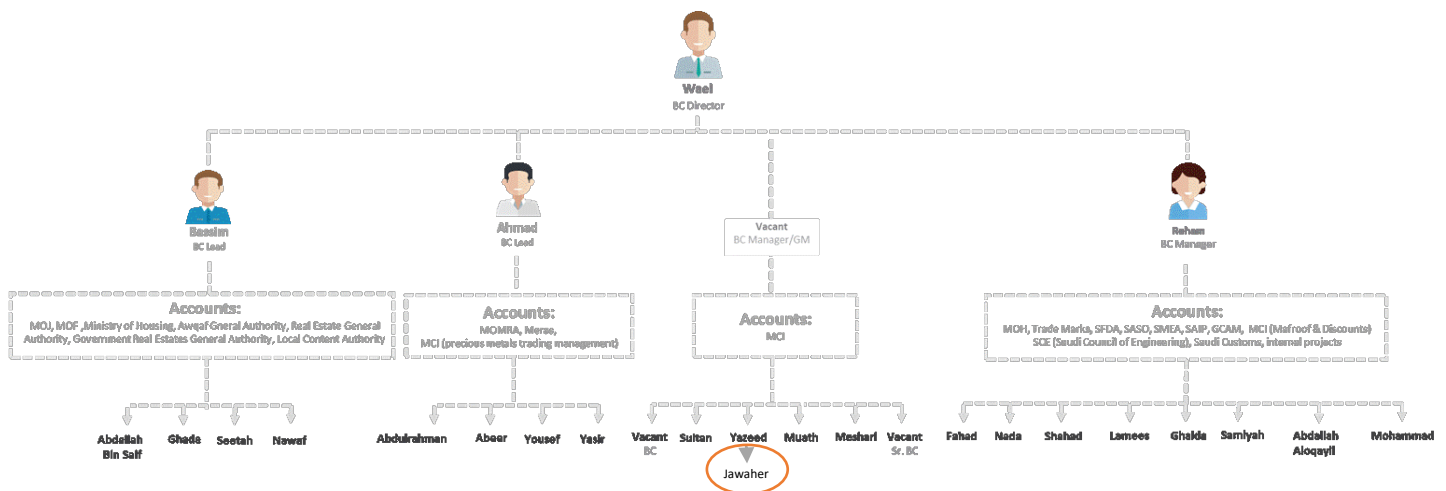 Wael
BC Director
Bassim
BC Lead
Ahmad
BC Lead
Vacant
BC Manager/GM
Reham
BC Manager
Accounts:
MOJ, MOF ,Ministry of Housing, Awqaf Gneral Authority, Real Estate General
Authority, Government Real Estates General Authority, Local Content Authority
Accounts:
MOMRA, Meras,
MCI (precious metals trading management)
Accounts:
MCI
Accounts:
MOH, Trade Marks, SFDA, SASO, SMEA, SAIP, GCAM, MCI (Mafroof & Discounts)
SCE (Saudi Council of Engineering), Saudi Customs, internal projects
Abdallah
Bin Saif
Ghada
Seetah
Nawaf
Abdulrahman
Abeer
Yousef
Yasir
Vacant
BC
Sultan
Yazeed
Muath
Meshari
Vacant
Sr. BC
Jawaher
Fahad
Nada
Shahad
Lamees
Ghaida
Samiyah
Abdallah
Aloqayli
Mohammad